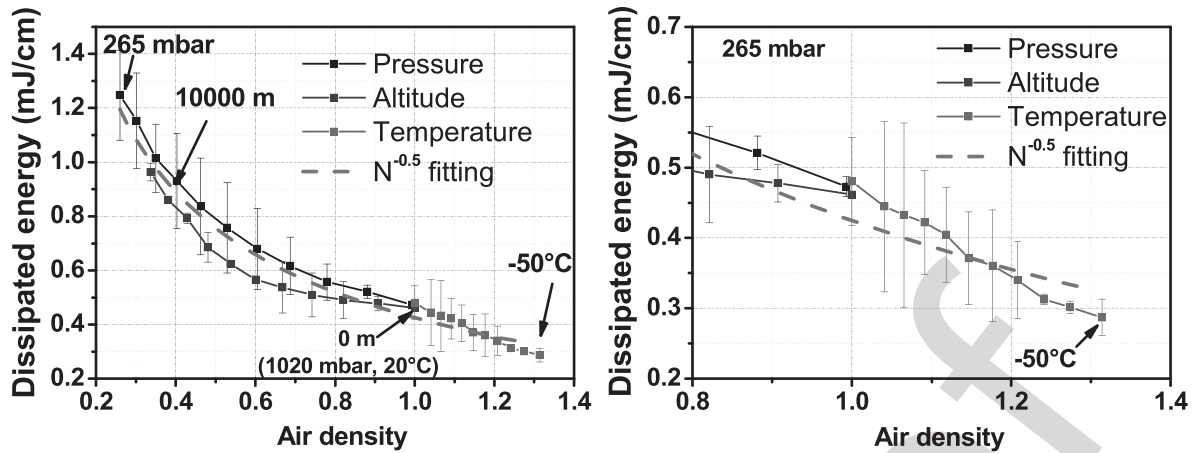 1.4
1.2
1.0
0.8
0.6
0.4
0.2
0.2
0.4
0.6
0.8
1.0
1.2
1.4
Dissipated energy (mJ/cm)
Air density
265 mbar
10000 m
Pressure
Altitude
Temperature
N^-0.5 fitting
-50°C
0 m
(1020 mbar, 20°C)
0.7
0.6
0.5
0.4
0.3
0.2
0.8
1.0
1.2
1.4
Dissipated energy (mJ/cm)
Air density
265 mbar
Pressure
Altitude
Temperature
N^-0.5 fitting
-50°C